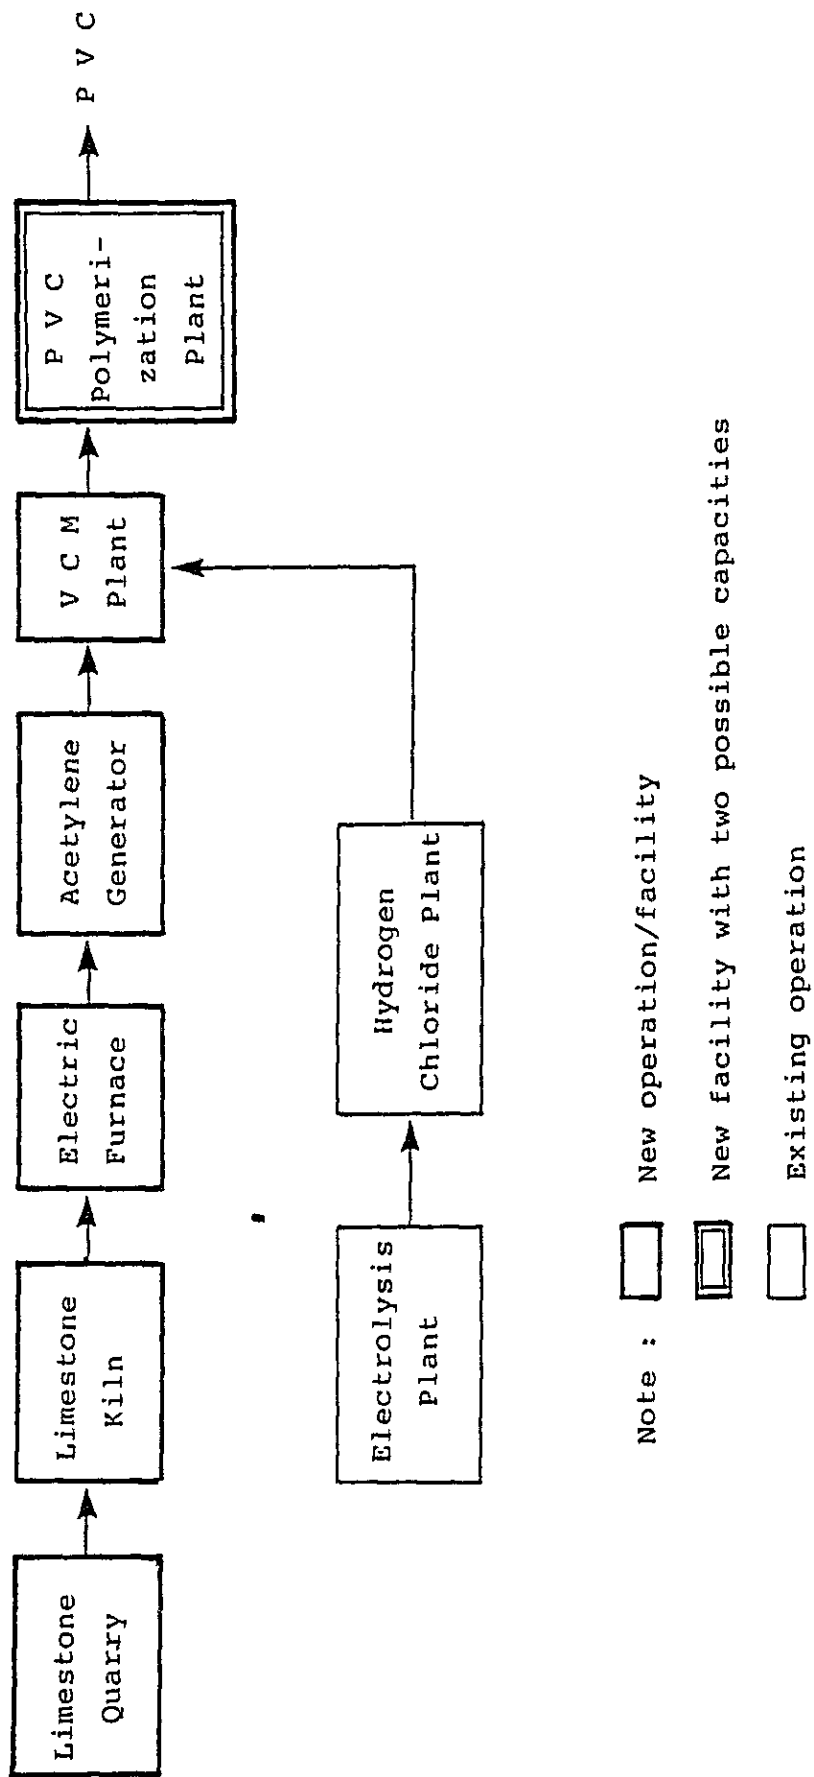 Limestone
Quarry
Limestone
Kiln
Electric
Furnace
Acetylene
Generator
V C M
Plant
P V C
Polymeri-
zation
Plant
P V C
Electrolysis
Plant
Hydrogen
Chloride Plant
Note :
New operation/facility
New facility with two possible capacities
Existing operation